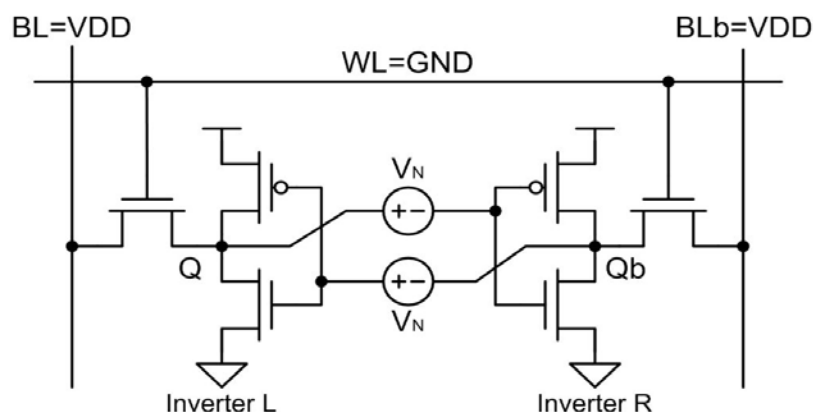 BL=VDD
BLb=VDD
WL=GND
VN
+ -
Q
+ -
Qb
VN
Inverter L
Inverter R